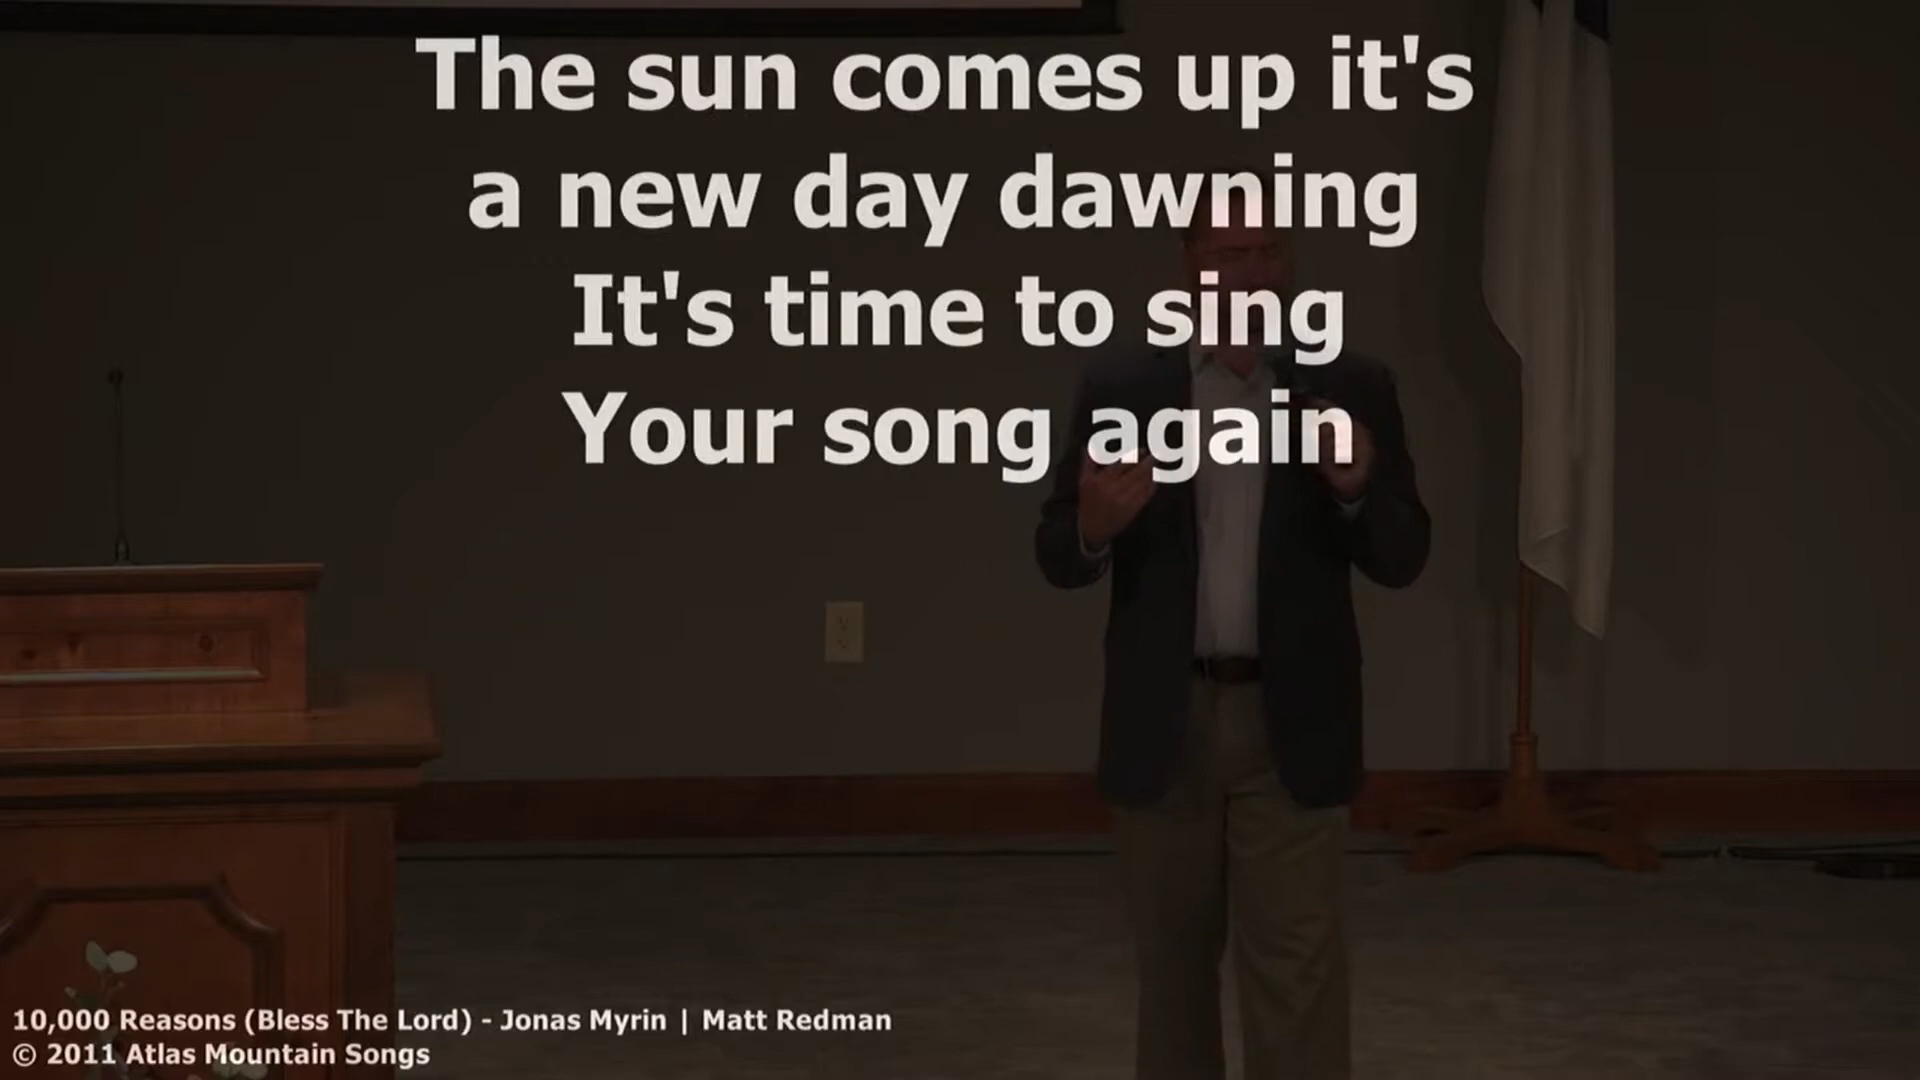 The sun comes up it's
a new day dawning
It's time to sing
Your song again
10,000 Reasons (Bless The Lord) - Jonas Myrin | Matt Redman
© 2011 Atlas Mountain Songs